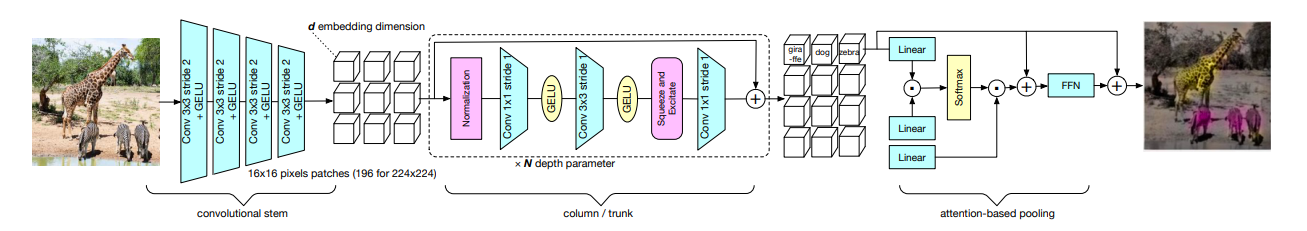 d embedding dimension
Conv 3x3 stride 2
+ GELU
Conv 3x3 stride 2
+ GELU
Conv 3x3 stride 2
+ GELU
Conv 3x3 stride 2
+ GELU
16x16 pixels patches (196 for 224x224)
convolutional stem
Normalization
Conv 1x1 stride 1
GELU
Conv 3x3 stride 1
GELU
Squeeze and
Excitate
Conv 1x1 stride 1
+
× N depth parameter
column / trunk
gira
-ffe
dog
zebra
Linear
Linear
Linear
Softmax
+
FFN
+
attention-based pooling